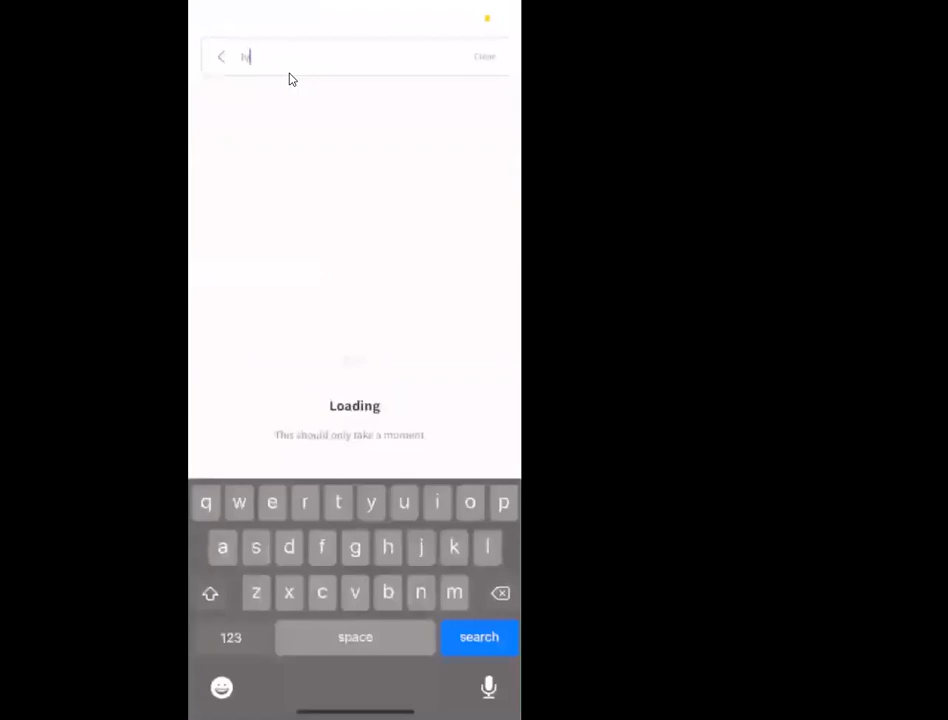 Clear
Loading
This should only take a moment
q w e r t y u i o p
a s d f g h j k l
z x c v b n m
123 space search